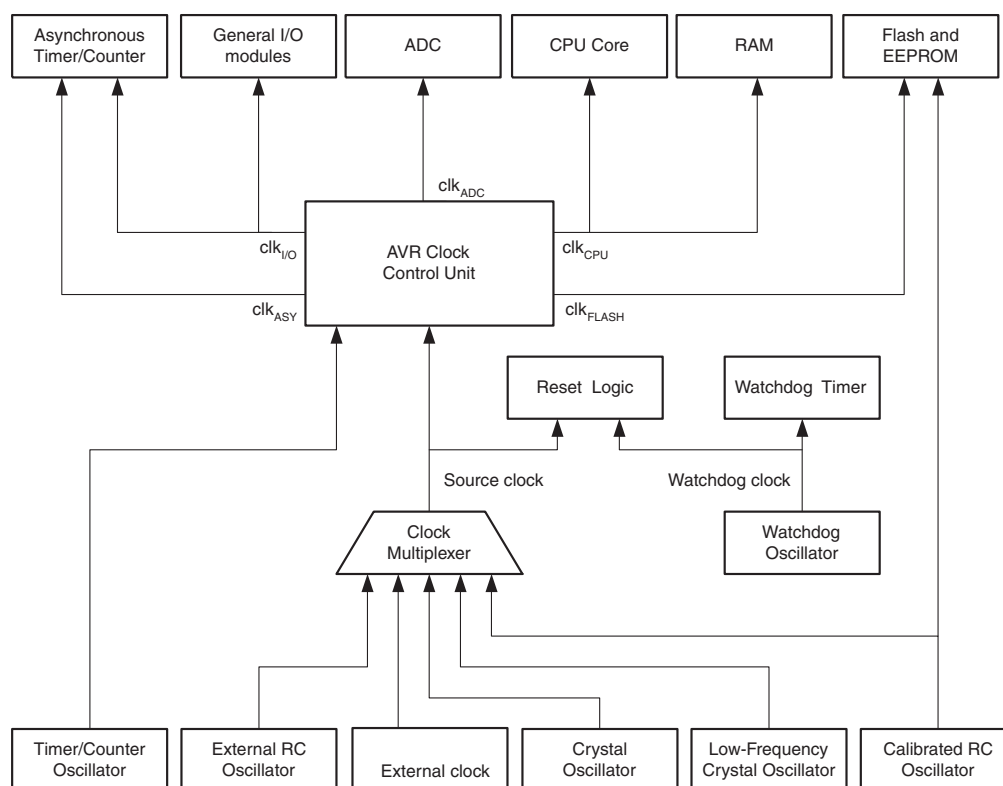 Asynchronous
Timer/Counter
General I/O
modules
ADC
CPU Core
RAM
Flash and
EEPROM
clkADC
clkI/O
AVR Clock
Control Unit
clkCPU
clkASY
clkFLASH
Reset Logic
Watchdog Timer
Source clock
Watchdog clock
Clock
Multiplexer
Watchdog
Oscillator
Timer/Counter
Oscillator
External RC
Oscillator
External clock
Crystal
Oscillator
Low-Frequency
Crystal Oscillator
Calibrated RC
Oscillator